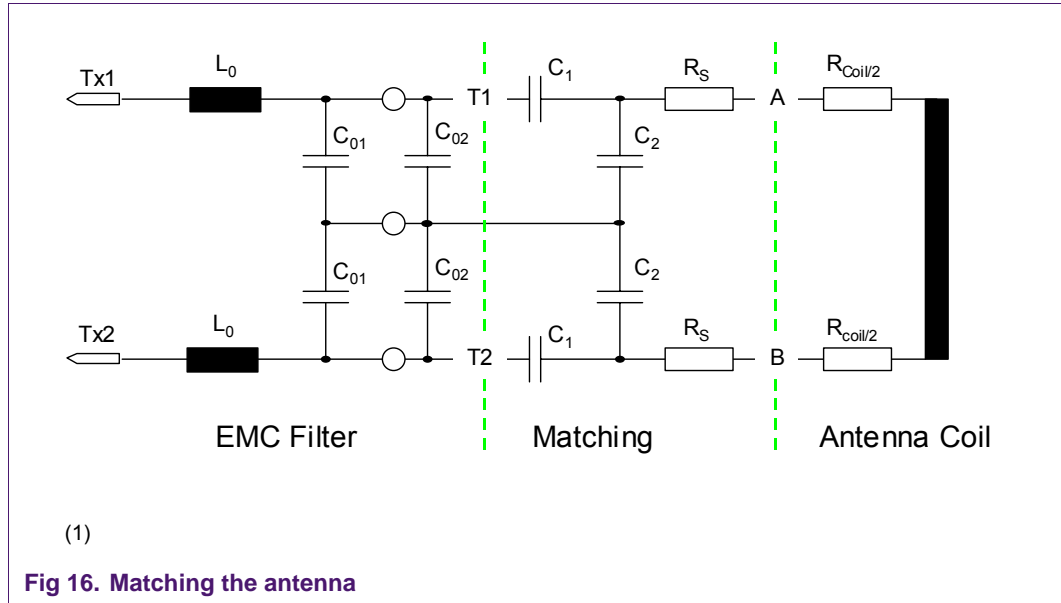 Tx1
L0
C01
C02
T1
C1
C2
RS
A
RCoil/2
C01
C02
C2
Tx2
L0
T2
C1
RS
B
Rcoil/2
EMC Filter
Matching
Antenna Coil
(1)
Fig 16. Matching the antenna